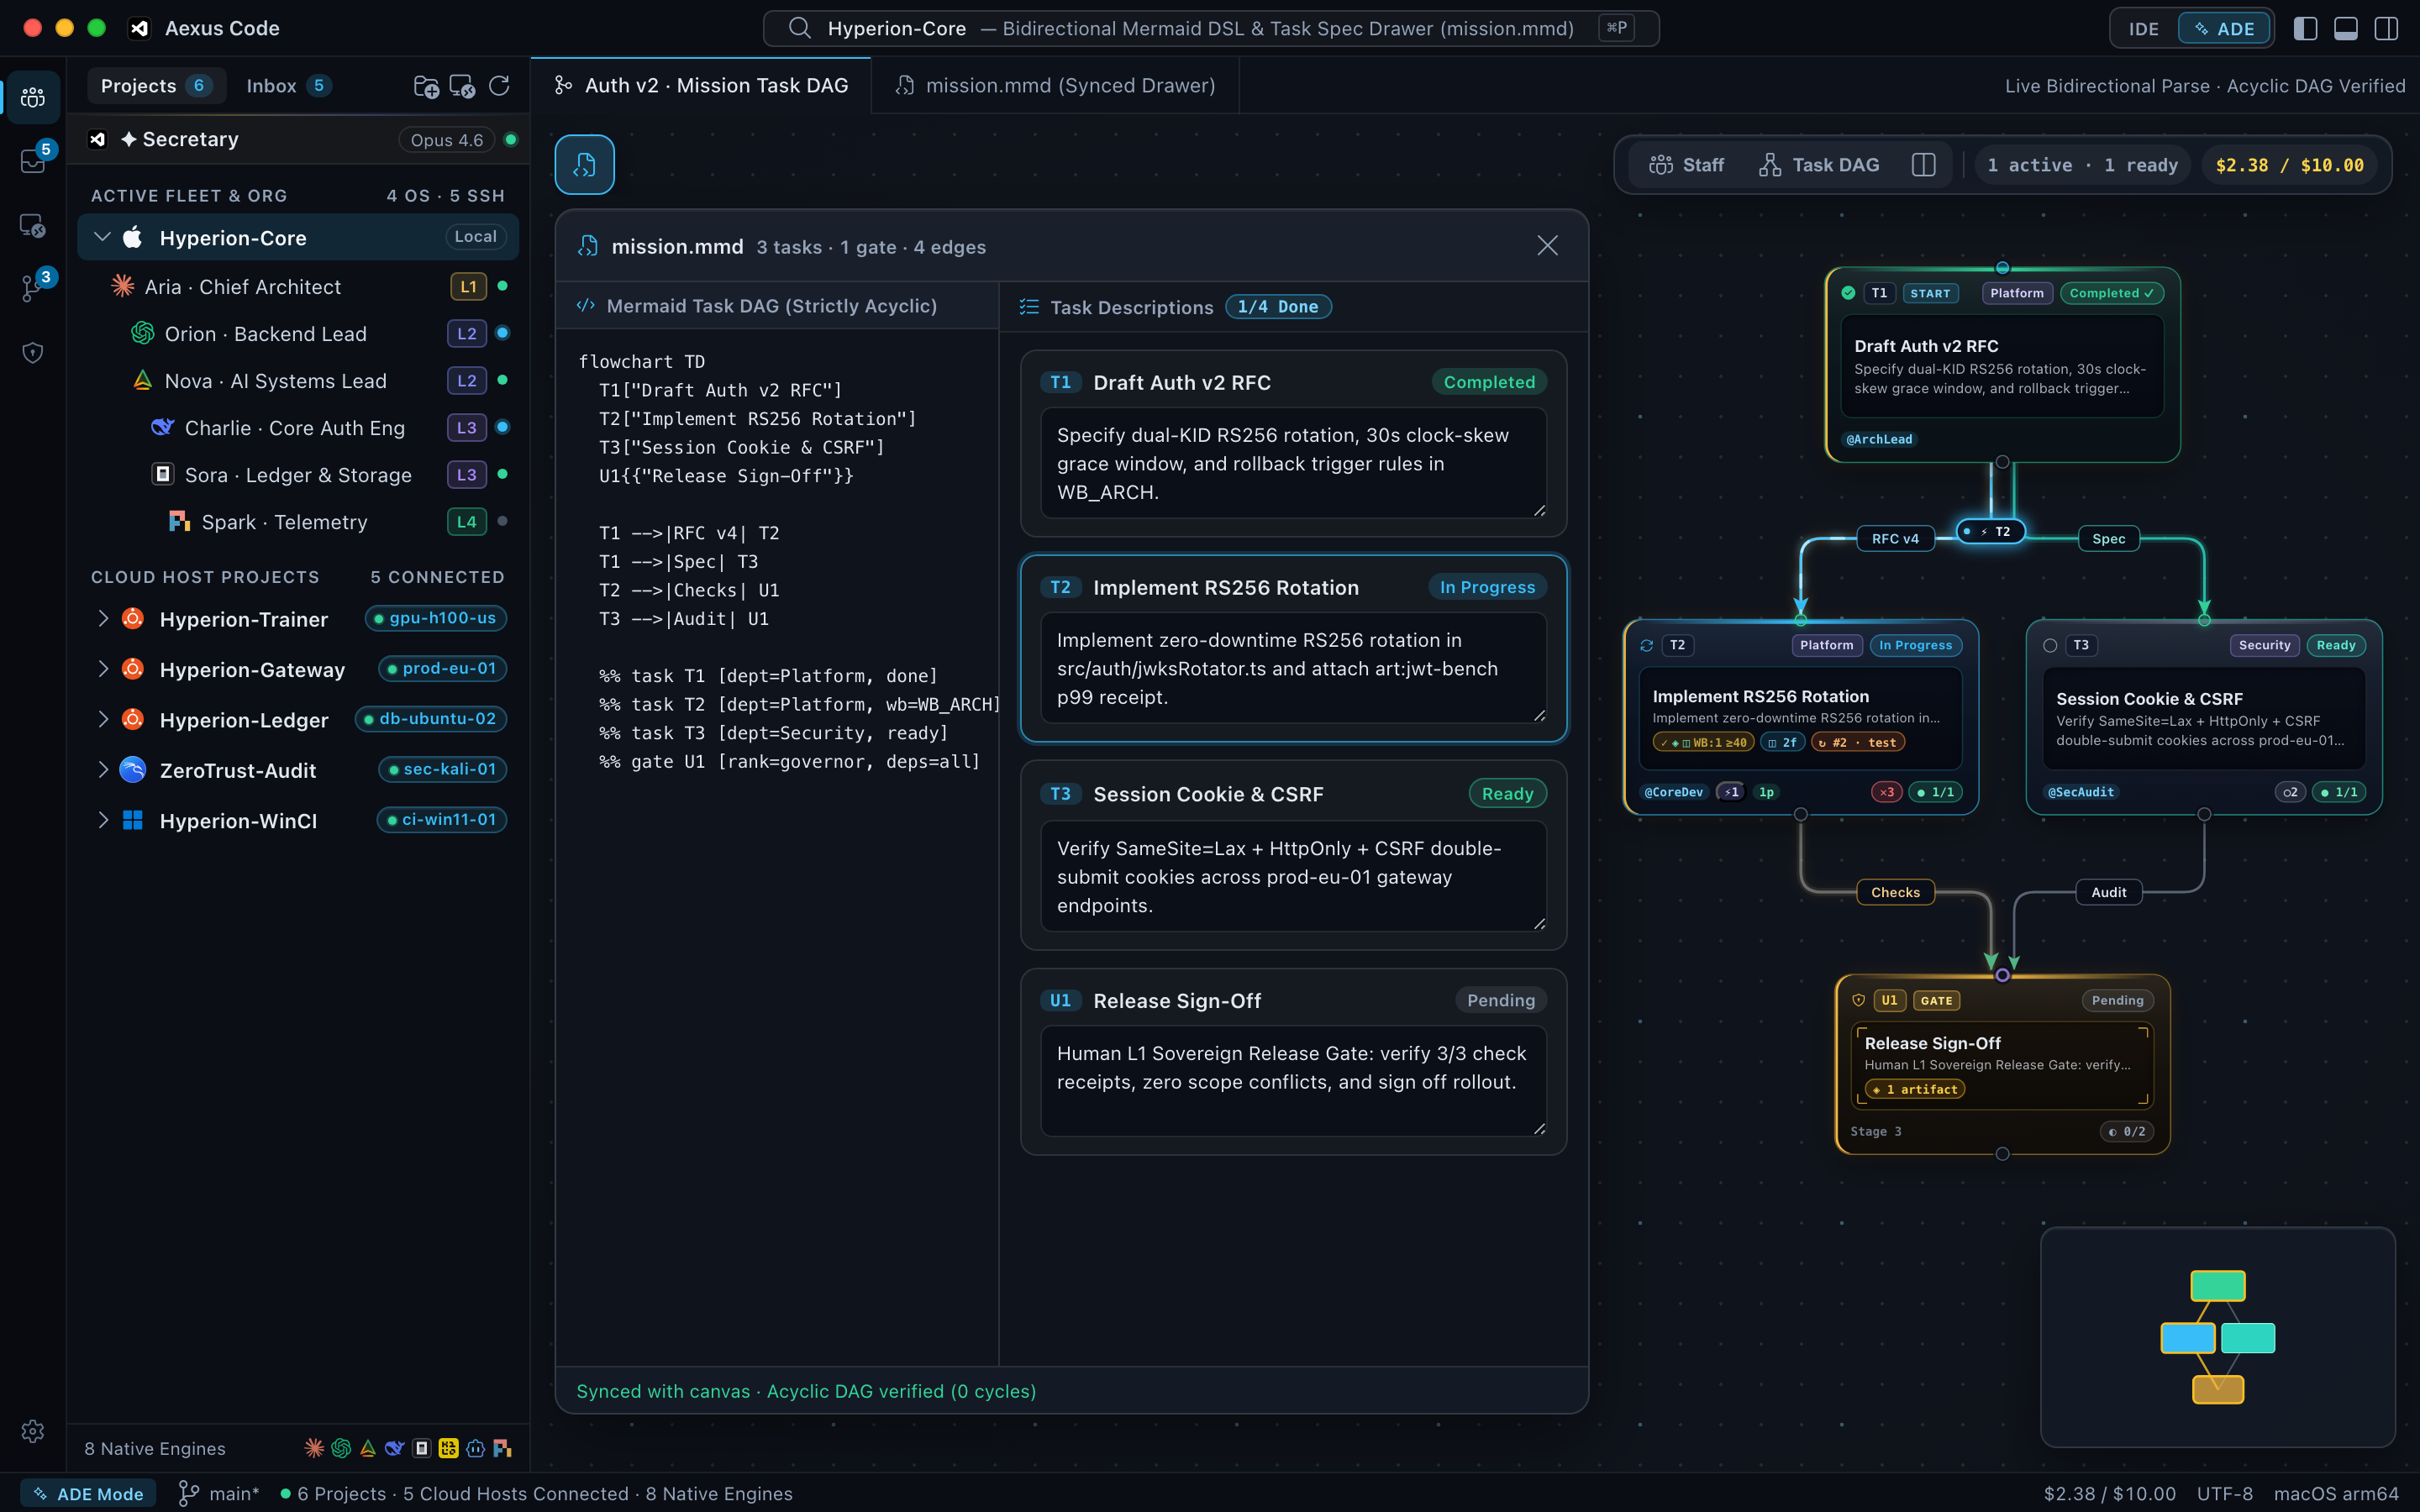 Aexus Code
Hyperion-Core — Bidirectional Mermaid DSL & Task Spec Drawer (mission.mmd) ⌘P
IDE ADE
Projects 6 Inbox 5
Auth v2 · Mission Task DAG
mission.mmd (Synced Drawer)
Live Bidirectional Parse · Acyclic DAG Verified
5
3
✦ Secretary Opus 4.6
ACTIVE FLEET & ORG 4 OS · 5 SSH
Hyperion-Core Local
Aria · Chief Architect L1
Orion · Backend Lead L2
Nova · AI Systems Lead L2
Charlie · Core Auth Eng L3
Sora · Ledger & Storage L3
Spark · Telemetry L4
CLOUD HOST PROJECTS 5 CONNECTED
Hyperion-Trainer gpu-h100-us
Hyperion-Gateway prod-eu-01
Hyperion-Ledger db-ubuntu-02
ZeroTrust-Audit sec-kali-01
Hyperion-WinCI ci-win11-01
8 Native Engines
Staff Task DAG 1 active · 1 ready $2.38 / $10.00
mission.mmd 3 tasks · 1 gate · 4 edges
Mermaid Task DAG (Strictly Acyclic)
flowchart TD
T1["Draft Auth v2 RFC"]
T2["Implement RS256 Rotation"]
T3["Session Cookie & CSRF"]
U1{{"Release Sign-Off"}}
T1 -->|RFC v4| T2
T1 -->|Spec| T3
T2 -->|Checks| U1
T3 -->|Audit| U1
%% task T1 [dept=Platform, done]
%% task T2 [dept=Platform, wb=WB_ARCH]
%% task T3 [dept=Security, ready]
%% gate U1 [rank=governor, deps=all]
Task Descriptions 1/4 Done
T1 Draft Auth v2 RFC Completed
Specify dual-KID RS256 rotation, 30s clock-skew
grace window, and rollback trigger rules in
WB_ARCH.
T2 Implement RS256 Rotation In Progress
Implement zero-downtime RS256 rotation in
src/auth/jwksRotator.ts and attach art:jwt-bench
p99 receipt.
T3 Session Cookie & CSRF Ready
Verify SameSite=Lax + HttpOnly + CSRF double-
submit cookies across prod-eu-01 gateway
endpoints.
U1 Release Sign-Off Pending
Human L1 Sovereign Release Gate: verify 3/3 check
receipts, zero scope conflicts, and sign off rollout.
Synced with canvas · Acyclic DAG verified (0 cycles)
T1 START Platform Completed ✓
Draft Auth v2 RFC
Specify dual-KID RS256 rotation, 30s clock-
skew grace window, and rollback trigger...
@ArchLead
RFC v4 ⚡ T2 Spec
T2 Platform In Progress
Implement RS256 Rotation
Implement zero-downtime RS256 rotation in...
✓ ◈ ◫ WB:1 ≥40 ◫ 2f ↻ #2 · test
@CoreDev ⚡1 1p ×3 ● 1/1
T3 Security Ready
Session Cookie & CSRF
Verify SameSite=Lax + HttpOnly + CSRF
double-submit cookies across prod-eu-01...
@SecAudit ○2 ● 1/1
Checks Audit
U1 GATE Pending
Release Sign-Off
Human L1 Sovereign Release Gate: verify...
◈ 1 artifact
Stage 3 ◐ 0/2
ADE Mode main* 6 Projects · 5 Cloud Hosts Connected · 8 Native Engines
$2.38 / $10.00 UTF-8 macOS arm64